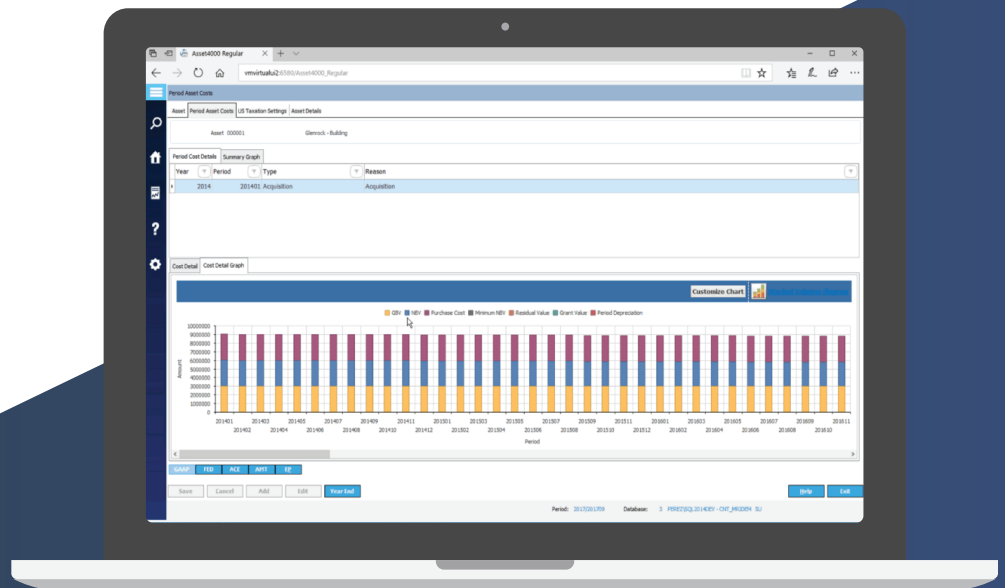 Asset4000 Regular
vmvirtualui2:6580/Asset4000_Regular
Period Asset Costs
Asset Period Asset Costs US Taxation Settings Asset Details
Asset 000001 Glenrock - Building
Period Cost Details Summary Graph
Year Period Type Reason
2014 201401 Acquisition Acquisition
Cost Detail Cost Detail Graph
Customize Chart
GBV NBV Purchase Cost Minimum NBV Residual Value Grant Value Period Depreciation
10000000
9000000
8000000
7000000
6000000
5000000
4000000
3000000
2000000
1000000
0
Amount
201401 201403 201405 201407 201409 201411 201501 201503 201505 201507 201509 201511 201601 201603 201605 201607 201609 201611
201402 201404 201406 201408 201410 201412 201502 201504 201506 201508 201510 201512 201602 201604 201606 201608 201610
Period
GAAP FED ACE AMT EP
Save Cancel Add Edit Year End Help Exit
Period: 2017/201709 Database: